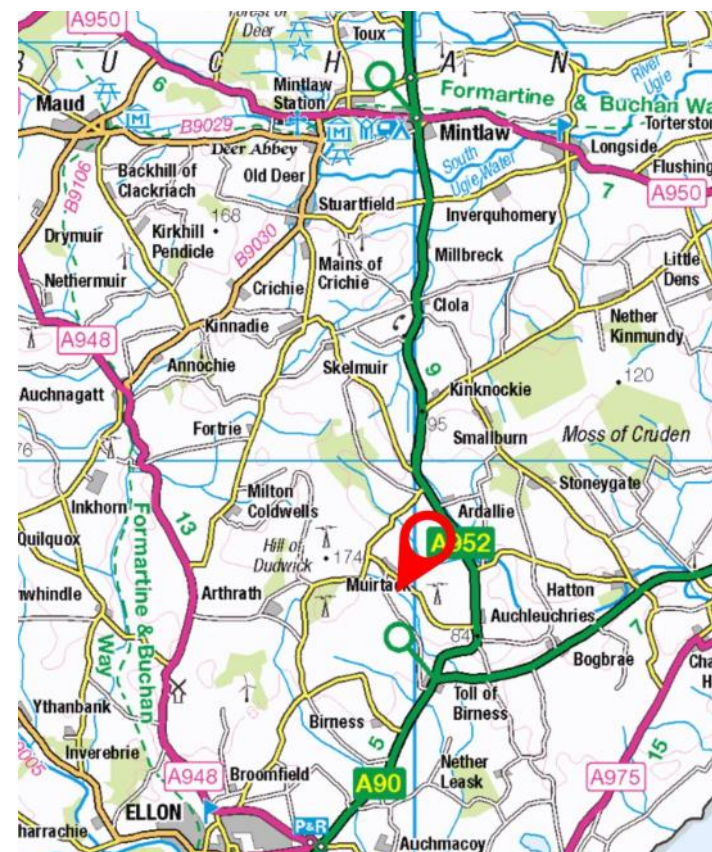 A950
Forest of
Deer
Toux
B U C H A N
6
Mintlaw
Station
Formartine & Buchan Way
River
Ugie
Maud
B9029
Deer Abbey
Mintlaw
Torterston
Longside
Old Deer
South
Ugie Water
Flushing
7
A950
Backhill of
Clackriach
B9106
Stuartfield
Inverquhomery
168
Drymuir
Kirkhill
Pendicle
B9030
Mains of
Crichie
Millbreck
Little
Dens
Nethermuir
Crichie
Clola
Nether
Kinmundy
A948
Kinnadie
Annochie
Skelmuir
9
120
Auchnagatt
Kinknockie
95
Fortrie
Smallburn
Moss of Cruden
76
Inkhorn
Milton
Coldwells
Stoneygate
Ardallie
Quilquox
13
Hill of
Dudwick
174
A952
Muirtack
Hatton
Arthrath
Auchleuchries
84
7
Formartine & Buchan
Way
Bogbrae
Toll of
Birness
Ythanbank
Birness
5
15
Inverebrie
Nether
Leask
A948
Broomfield
A90
A975
ELLON
P&R
Auchmacoy